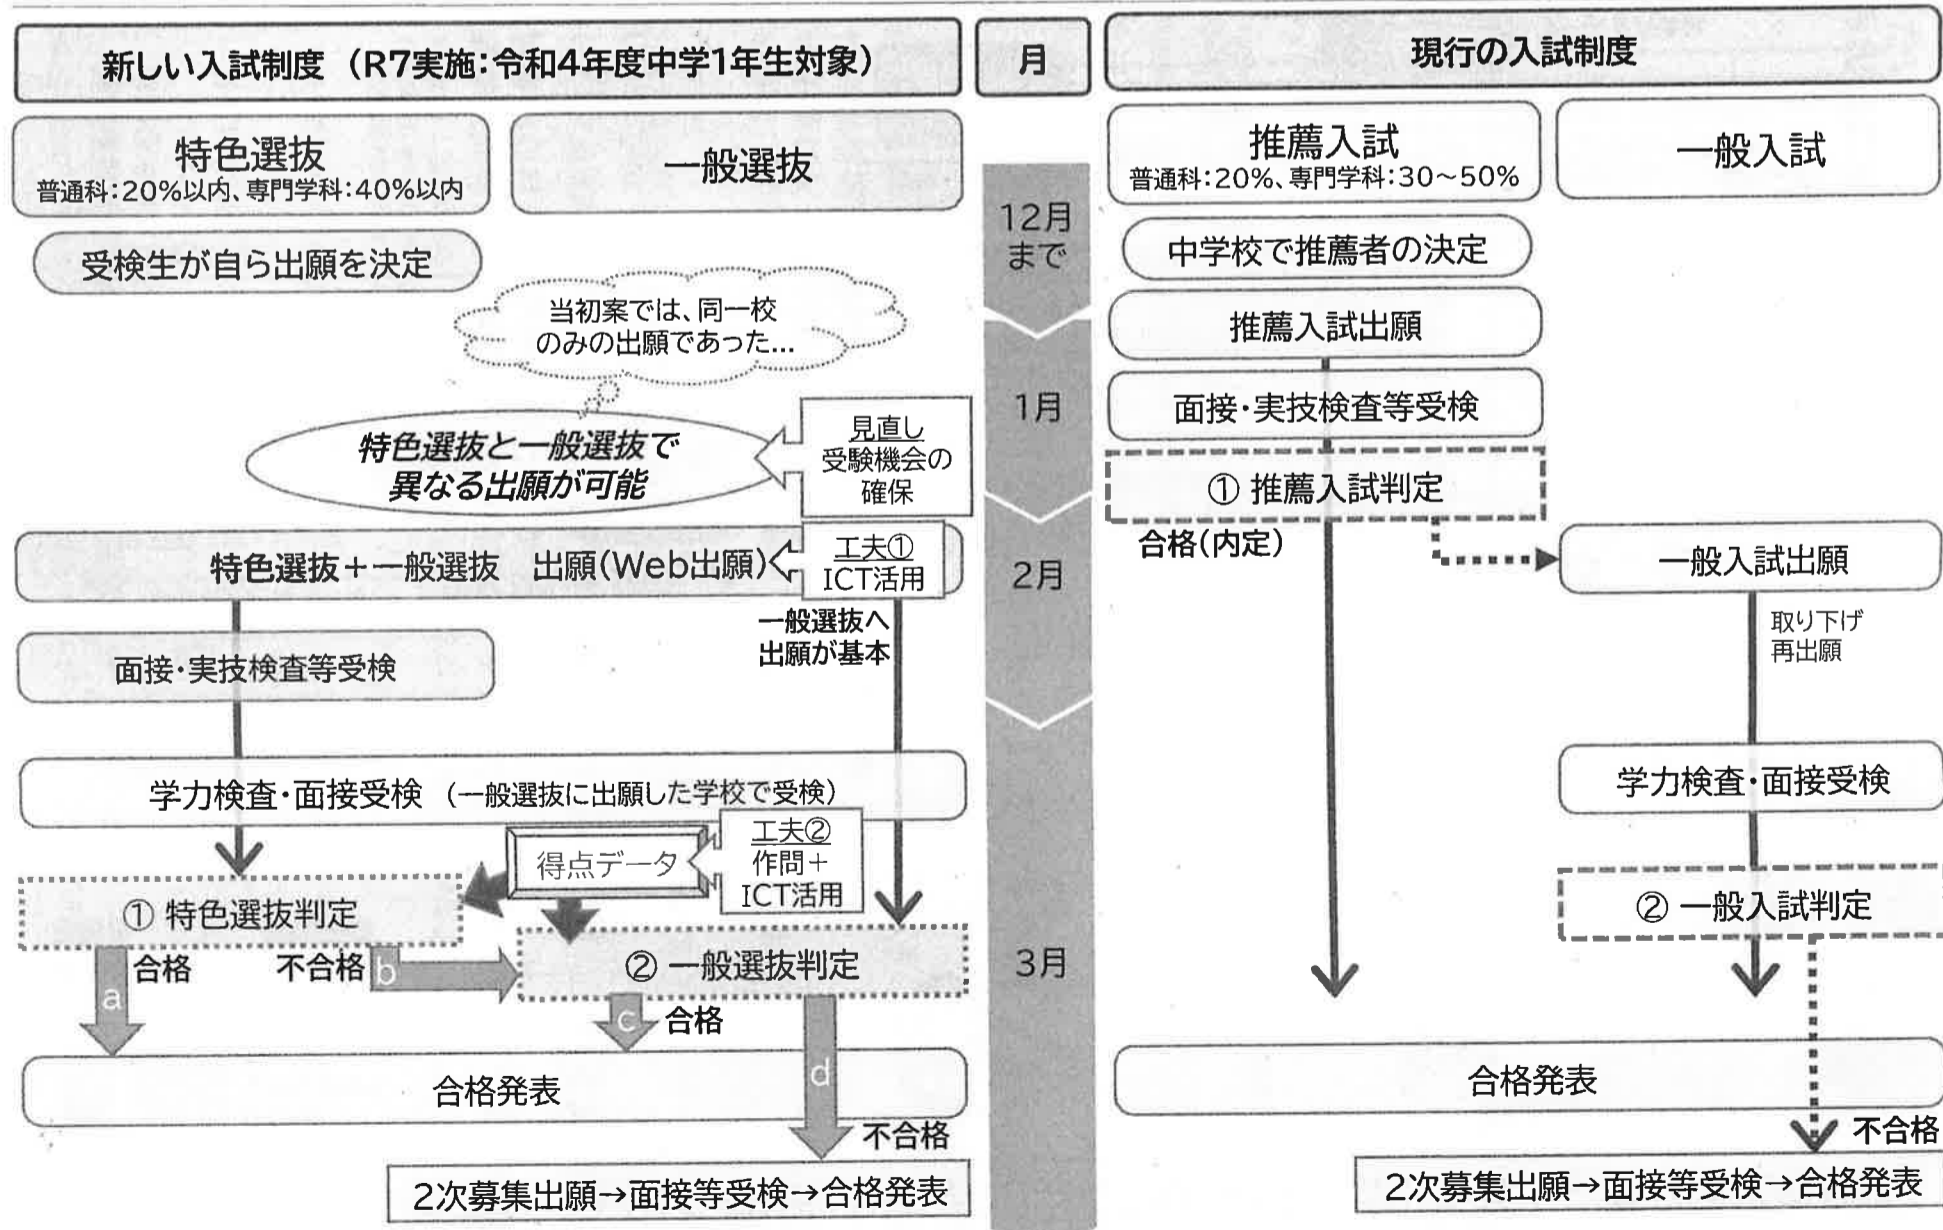 新しい入試制度 (R7実施:令和4年度中学1年生対象)
特色選抜
普通科:20%以内、専門学科:40%以内
一般選抜
受検生が自ら出願を決定
当初案では、同一校
のみの出願であった…
特色選抜と一般選抜で
異なる出願が可能
見直し
受験機会の
確保
特色選抜+一般選抜 出願(Web出願)
工夫①
ICT活用
一般選抜へ
出願が基本
面接・実技検査等受検
学力検査・面接受検 (一般選抜に出願した学校で受検)
得点データ
工夫②
作問+
ICT活用
① 特色選抜判定
a
合格
不合格
b
② 一般選抜判定
c
合格
d
合格発表
不合格
2次募集出願→面接等受検→合格発表
月
12月
まで
1月
2月
3月
現行の入試制度
推薦入試
普通科:20%、専門学科:30~50%
一般入試
中学校で推薦者の決定
推薦入試出願
面接・実技検査等受検
① 推薦入試判定
合格(内定)
一般入試出願
取り下げ
再出願
学力検査・面接受検
② 一般入試判定
合格発表
不合格
2次募集出願→面接等受検→合格発表